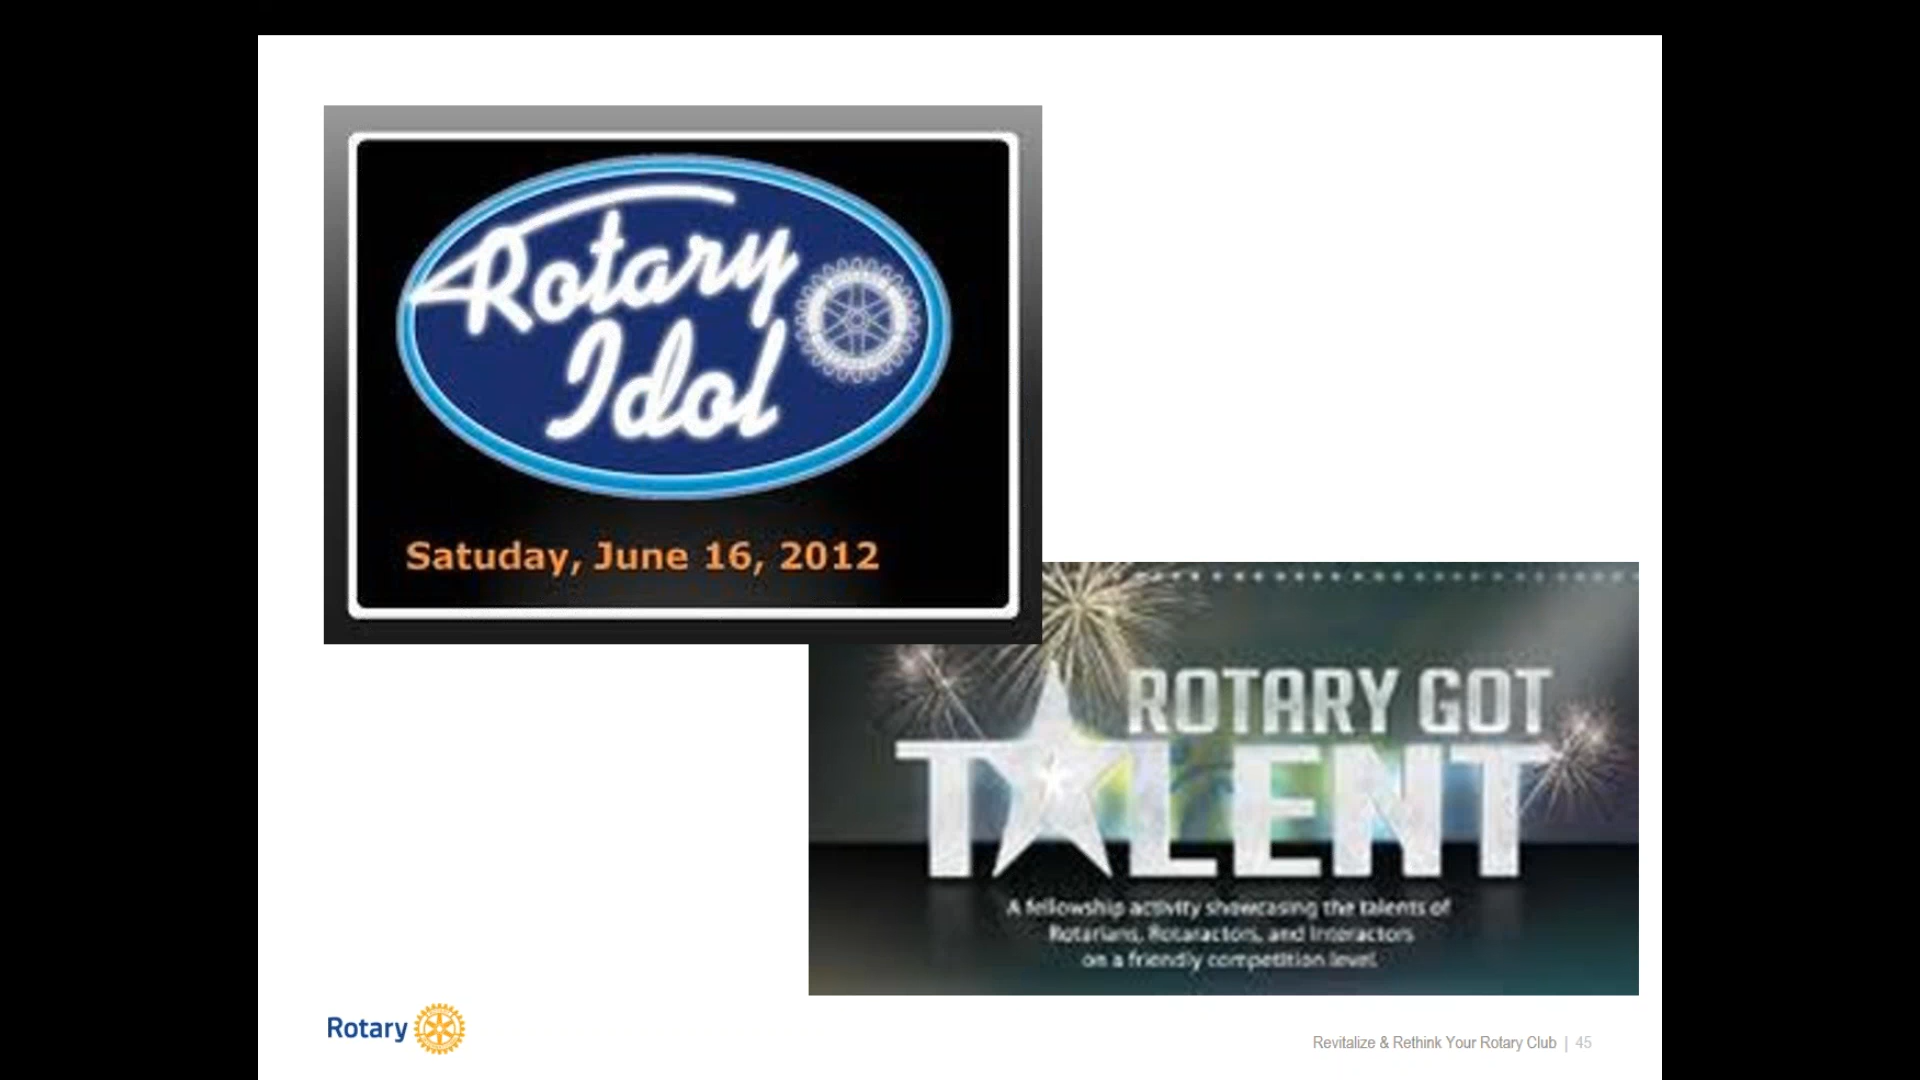 Rotary
Idol
Satuday, June 16, 2012
ROTARY GOT
TALENT
A fellowship activity showcasing the talents of
Rotarians, Rotaractors, and Interactors
on a friendly competition level.
Rotary
Revitalize & Rethink Your Rotary Club | 45